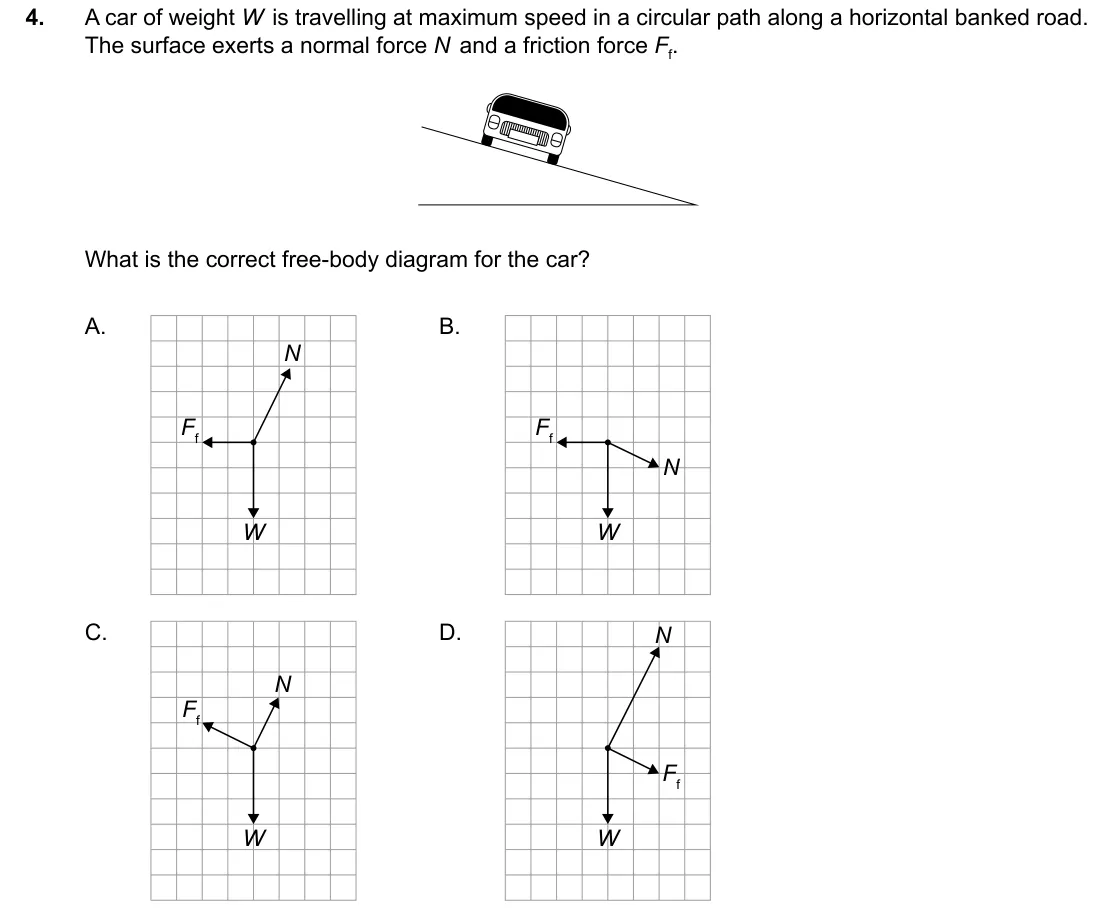 4. A car of weight W is travelling at maximum speed in a circular path along a horizontal banked road.
The surface exerts a normal force N and a friction force Ff.
What is the correct free-body diagram for the car?
A.
N
Ff
W
B.
Ff
N
W
C.
N
Ff
W
D.
N
Ff
W